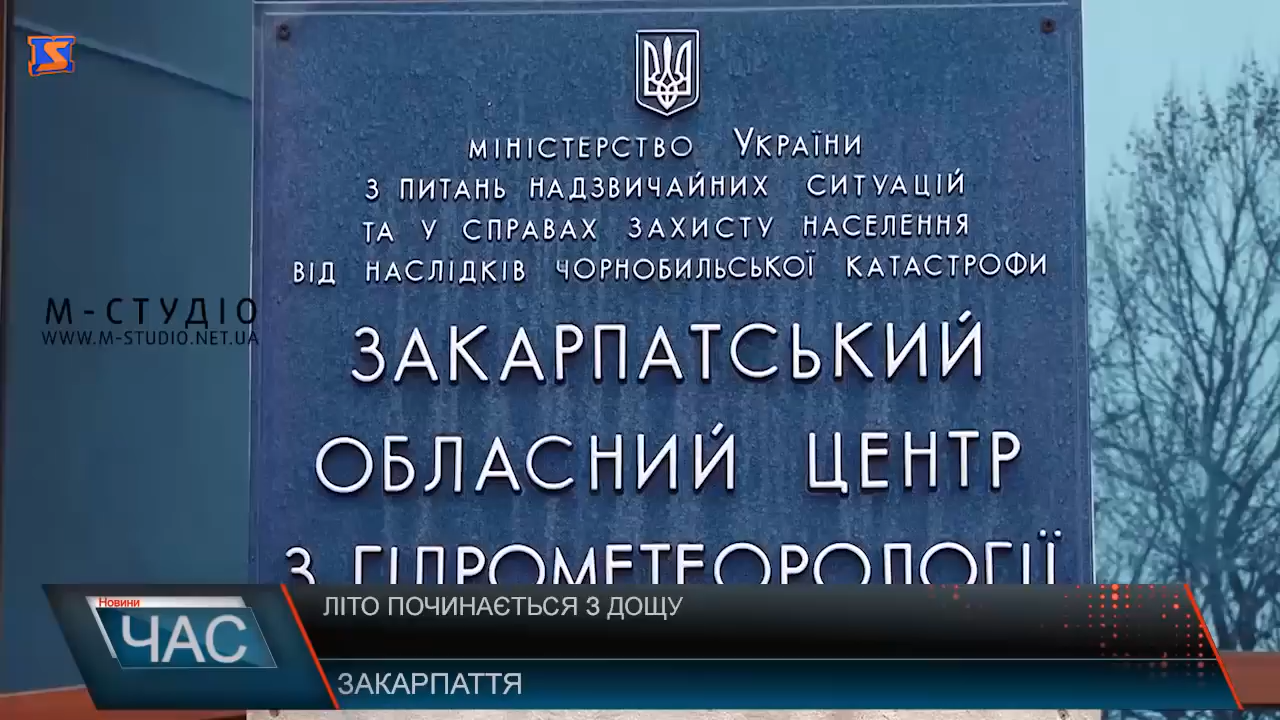 МІНІСТЕРСТВО УКРАЇНИ
З ПИТАНЬ НАДЗВИЧАЙНИХ СИТУАЦІЙ
ТА У СПРАВАХ ЗАХИСТУ НАСЕЛЕННЯ
ВІД НАСЛІДКІВ ЧОРНОБИЛЬСЬКОЇ КАТАСТРОФИ
М-СТУДІО
WWW.M-STUDIO.NET.UA
ЗАКАРПАТСЬКИЙ
ОБЛАСНИЙ ЦЕНТР
З ГІДРОМЕТЕОРОЛОГІЇ
Новини
ЧАС
ЛІТО ПОЧИНАЄТЬСЯ З ДОЩУ
ЗАКАРПАТТЯ